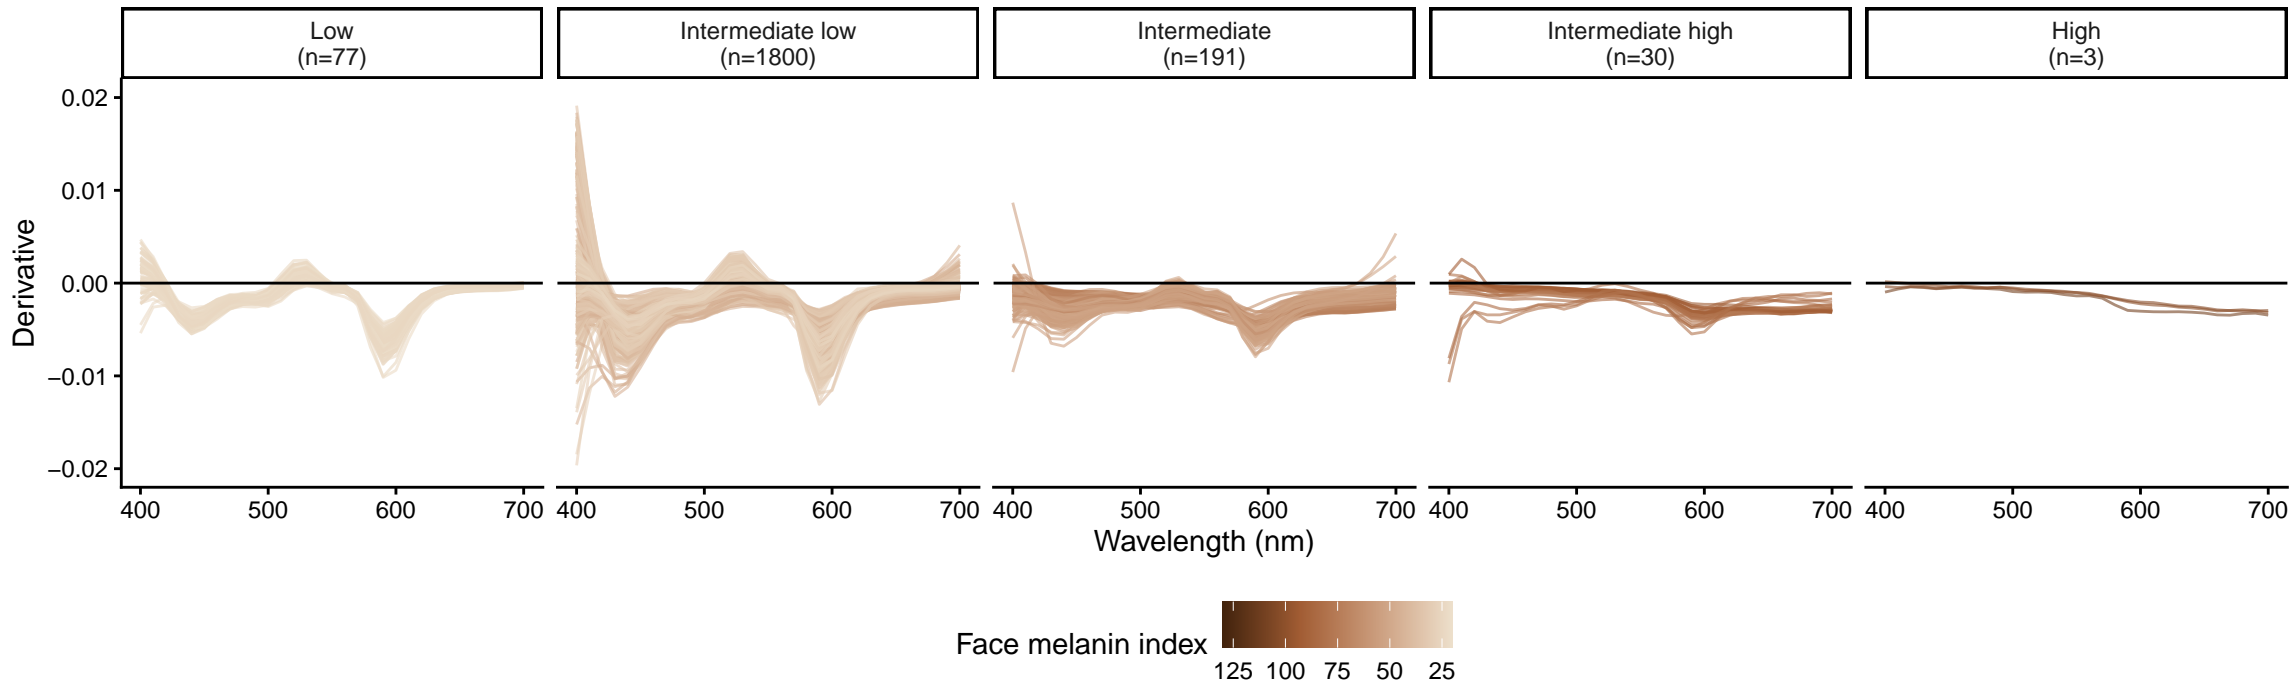 Low
(n=77)
Intermediate low
(n=1800)
Intermediate
(n=191)
Intermediate high
(n=30)
High
(n=3)
0.02
0.01
0.00
−0.01
−0.02
Derivative
400 500 600 700
400 500 600 700
400 500 600 700
400 500 600 700
400 500 600 700
Wavelength (nm)
Face melanin index
125 100 75 50 25